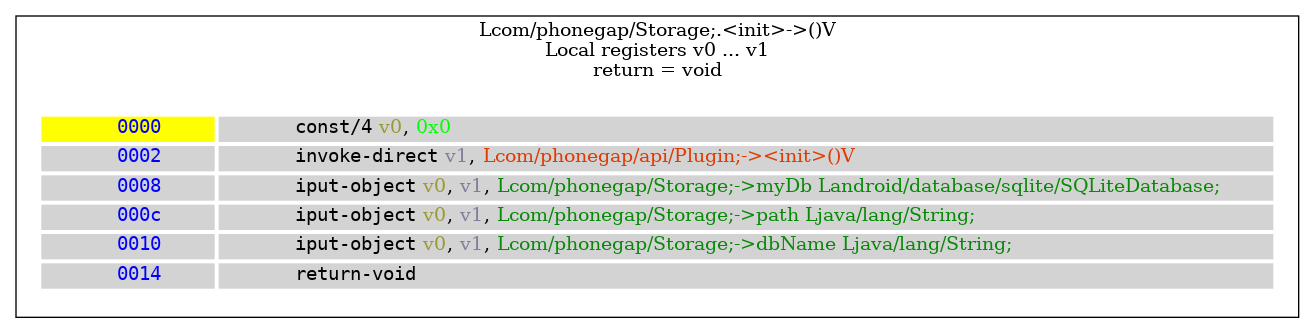 Lcom/phonegap/Storage;.<init>->()V
Local registers v0 ... v1
return = void
0000 const/4 v0, 0x0
0002 invoke-direct v1, Lcom/phonegap/api/Plugin;-><init>()V
0008 iput-object v0, v1, Lcom/phonegap/Storage;->myDb Landroid/database/sqlite/SQLiteDatabase;
000c iput-object v0, v1, Lcom/phonegap/Storage;->path Ljava/lang/String;
0010 iput-object v0, v1, Lcom/phonegap/Storage;->dbName Ljava/lang/String;
0014 return-void